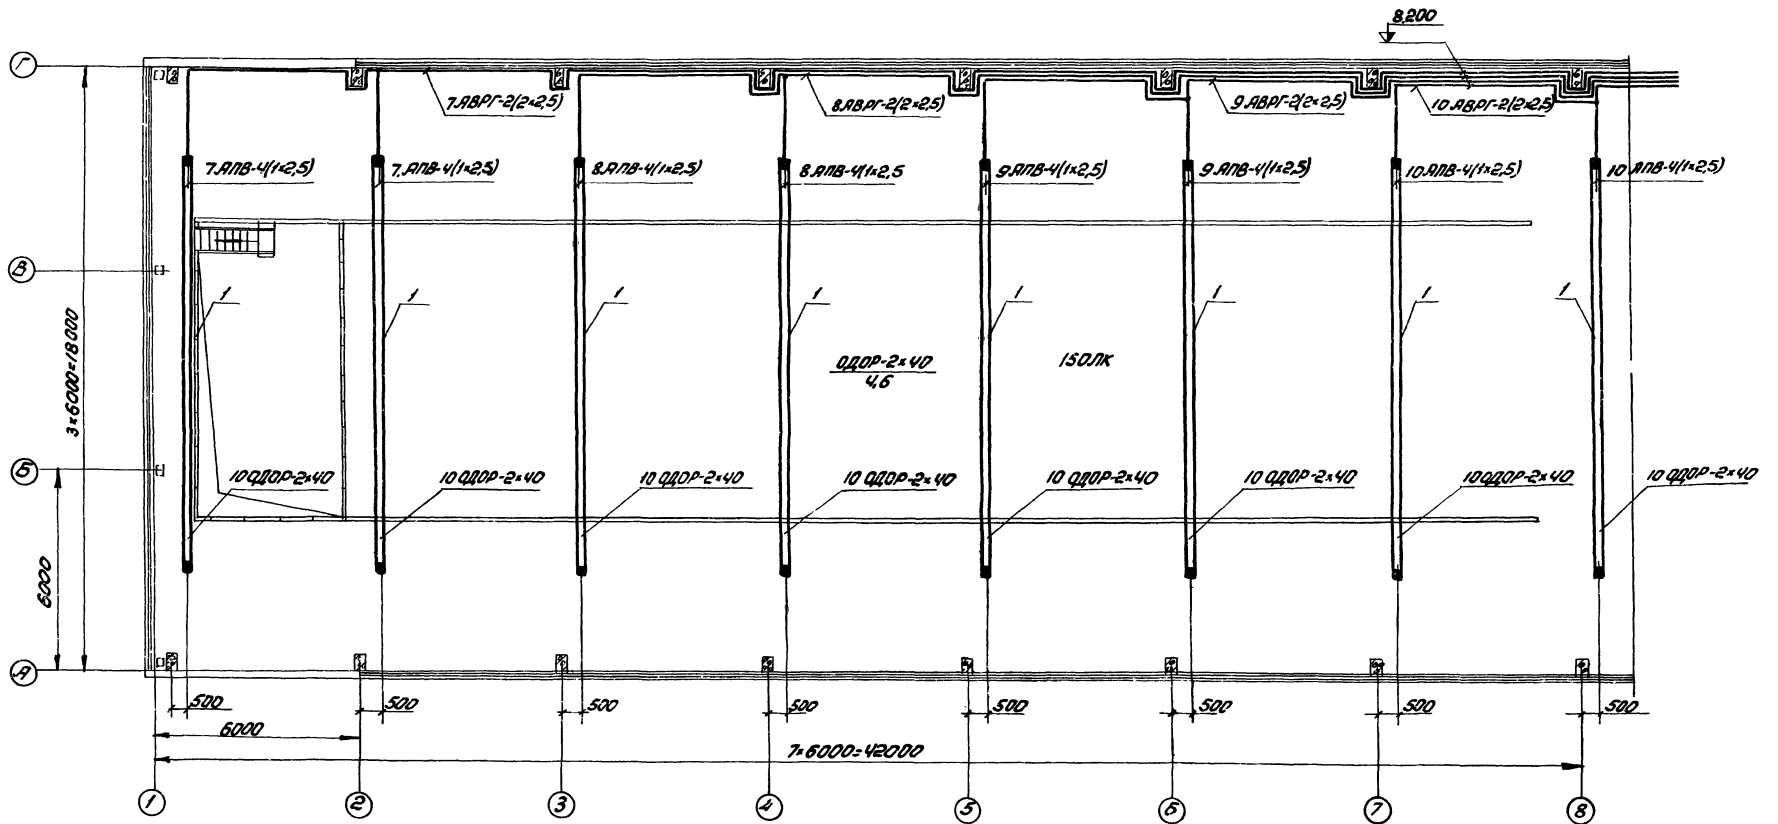 8,200
Г
7.АВРГ-2(2×2,5)
8.АВРГ-2(2×2,5)
9.АВРГ-2(2×2,5)
10.АВРГ-2(2×2,5)
7.АПВ-4(1×2,5)
7.АПВ-4(1×2,5)
8.АПВ-4(1×2,5)
8.АПВ-4(1×2,5
9.АПВ-4(1×2,5)
9.АПВ-4(1×2,5)
10.АПВ-4(1×2,5)
10.АПВ-4(1×2,5)
В
1
1
1
1
1
1
1
1
3×6000=18000
ОДОР-2×40
4,6
150ЛК
Б
10 ОДОР-2×40
10 ОДОР-2×40
10 ОДОР-2×40
10 ОДОР-2×40
10 ОДОР-2×40
10 ОДОР-2×40
10 ОДОР-2×40
10 ОДОР-2×40
6000
А
500
500
500
500
500
500
500
500
6000
7×6000=42000
1
2
3
4
5
6
7
8